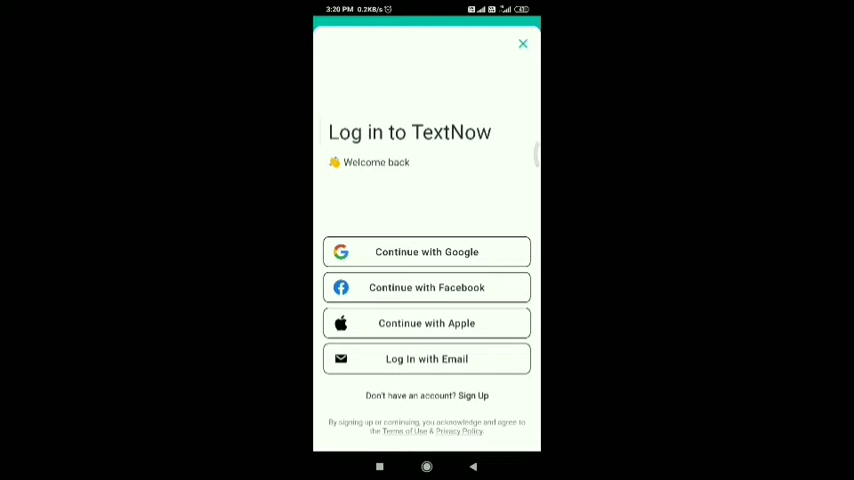 3:20 PM 0.2KB/s
Log in to TextNow
👋 Welcome back
Continue with Google
Continue with Facebook
Continue with Apple
Log In with Email
Don't have an account? Sign Up
By signing up or continuing, you acknowledge and agree to
the Terms of Use & Privacy Policy.